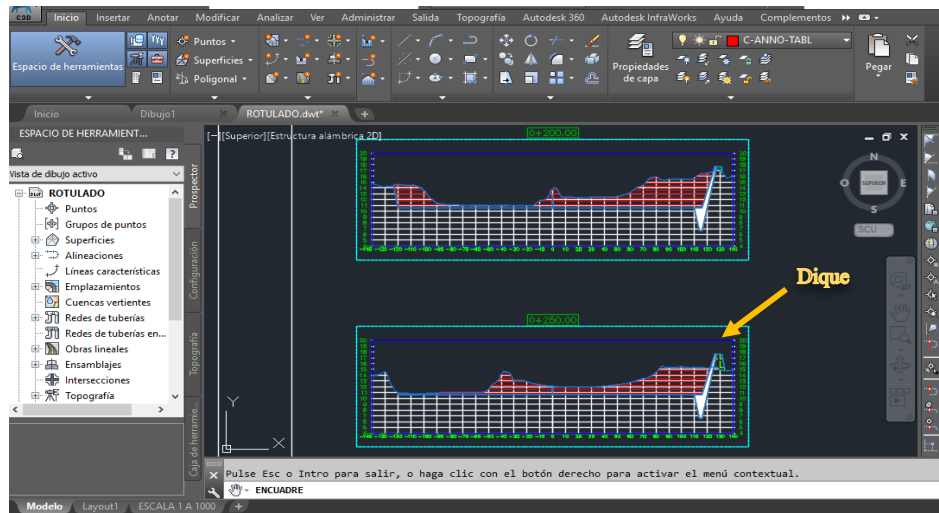 C3D
Inicio Insertar Anotar Modificar Analizar Ver Administrar Salida Topografía Autodesk 360 Autodesk InfraWorks Ayuda Complementos
Espacio de herramientas
Puntos
Superficies
Poligonal
Propiedades de capa
C-ANNO-TABL
Pegar
Inicio Dibujo1 ROTULADO.dwt*
ESPACIO DE HERRAMIENT...
Vista de dibujo activo
ROTULADO
Puntos
Grupos de puntos
Superficies
Alineaciones
Líneas características
Emplazamientos
Cuencas vertientes
Redes de tuberías
Redes de tuberías en...
Obras lineales
Ensamblajes
Intersecciones
Topografía
Prospector
Configuración
Topografía
Caja de herramie...
[−][Superior][Estructura alámbrica 2D]
0+200.00
N
O SUPERIOR E
S
SCU
Dique
0+250.00
Y
X
Pulse Esc o Intro para salir, o haga clic con el botón derecho para activar el menú contextual.
ENCUADRE
Modelo Layout1 ESCALA 1 A 1000